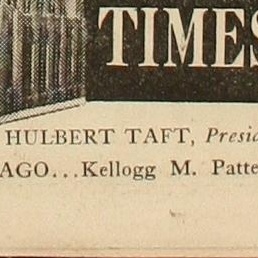 TIMES
HULBERT TAFT, Presid
AGO...Kellogg M. Patte